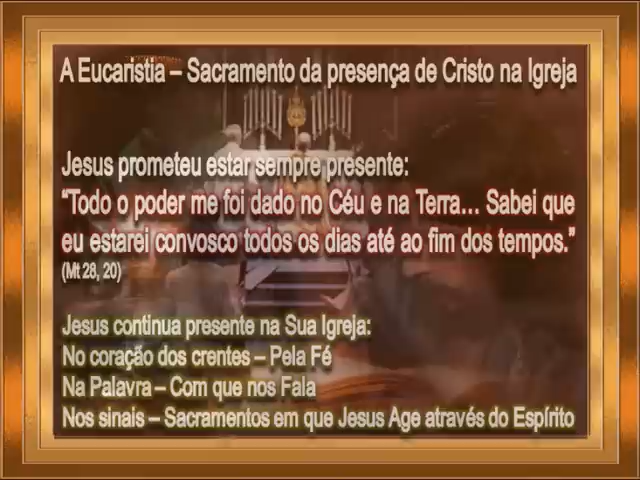 A Eucaristia – Sacramento da presença de Cristo na Igreja
Jesus prometeu estar sempre presente:
“Todo o poder me foi dado no Céu e na Terra... Sabei que
eu estarei convosco todos os dias até ao fim dos tempos.”
(Mt 28, 20)
Jesus continua presente na Sua Igreja:
No coração dos crentes – Pela Fé
Na Palavra – Com que nos Fala
Nos sinais – Sacramentos em que Jesus Age através do Espírito